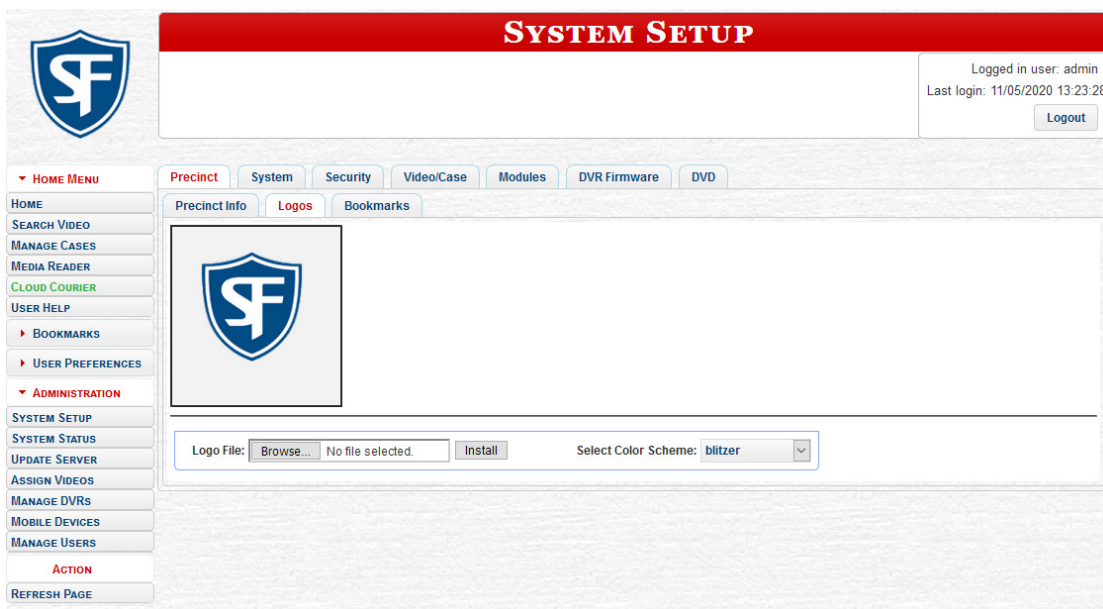 SF
SYSTEM SETUP
Logged in user: admin
Last login: 11/05/2020 13:23:28
Logout
HOME MENU
HOME
SEARCH VIDEO
MANAGE CASES
MEDIA READER
CLOUD COURIER
USER HELP
BOOKMARKS
USER PREFERENCES
ADMINISTRATION
SYSTEM SETUP
SYSTEM STATUS
UPDATE SERVER
ASSIGN VIDEOS
MANAGE DVRS
MOBILE DEVICES
MANAGE USERS
ACTION
REFRESH PAGE
Precinct System Security Video/Case Modules DVR Firmware DVD
Precinct Info Logos Bookmarks
SF
Logo File: Browse... No file selected. Install Select Color Scheme: blitzer